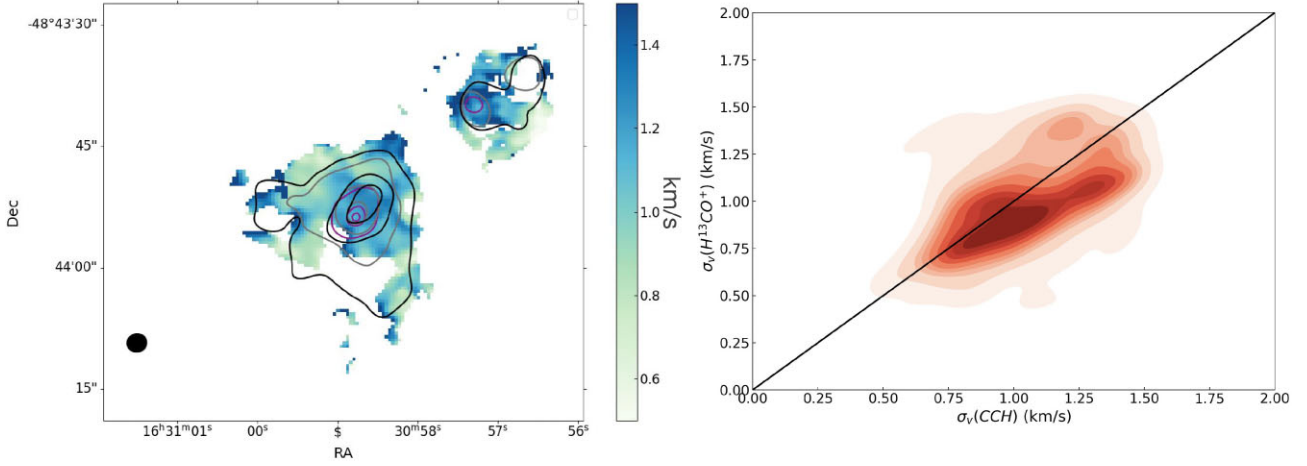 -48°43'30"
45"
44'00"
15"
Dec
16ʰ31ᵐ01ˢ 00ˢ $ 30ᵐ58ˢ 57ˢ 56ˢ
RA
1.4
1.2
1.0
0.8
0.6
km/s
2.00
1.75
1.50
1.25
1.00
0.75
0.50
0.25
0.00
σᵥ(H¹³CO⁺) (km/s)
0.00 0.25 0.50 0.75 1.00 1.25 1.50 1.75 2.00
σᵥ(CCH) (km/s)